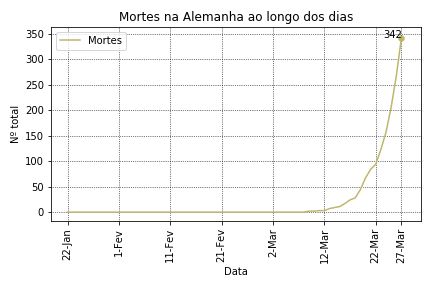 Mortes na Alemanha ao longo dos dias
342
Mortes
350
300
250
200
150
100
50
0
Nº total
22-Jan
1-Fev
11-Fev
21-Fev
2-Mar
12-Mar
22-Mar
27-Mar
Data